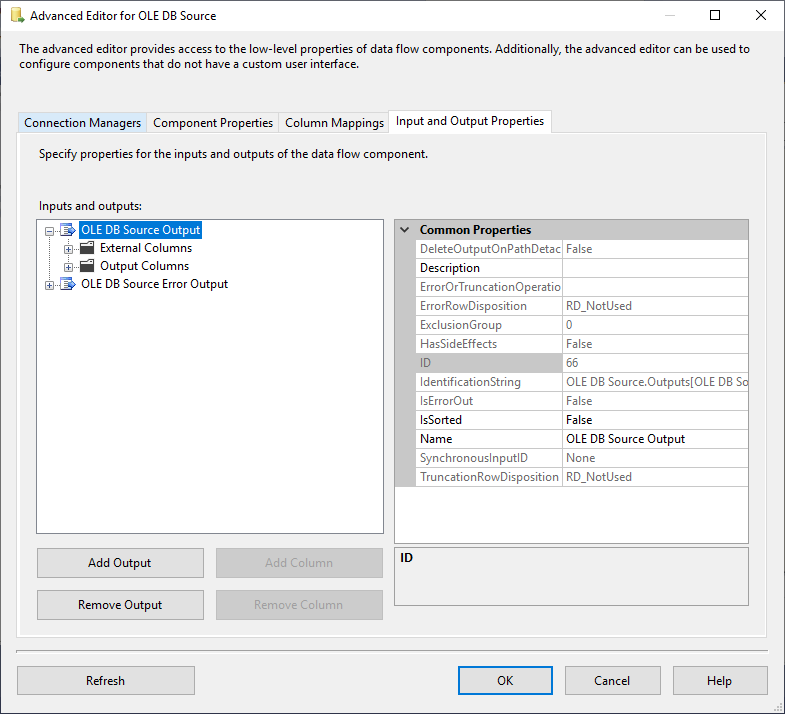 Advanced Editor for OLE DB Source
The advanced editor provides access to the low-level properties of data flow components. Additionally, the advanced editor can be used to
configure components that do not have a custom user interface.
Connection Managers Component Properties Column Mappings Input and Output Properties
Specify properties for the inputs and outputs of the data flow component.
Inputs and outputs:
OLE DB Source Output
External Columns
Output Columns
OLE DB Source Error Output
Common Properties
DeleteOutputOnPathDetac False
Description
ErrorOrTruncationOperatio
ErrorRowDisposition RD_NotUsed
ExclusionGroup 0
HasSideEffects False
ID 66
IdentificationString OLE DB Source.Outputs[OLE DB So
IsErrorOut False
IsSorted False
Name OLE DB Source Output
SynchronousInputID None
TruncationRowDisposition RD_NotUsed
ID
Add Output Add Column
Remove Output Remove Column
Refresh OK Cancel Help